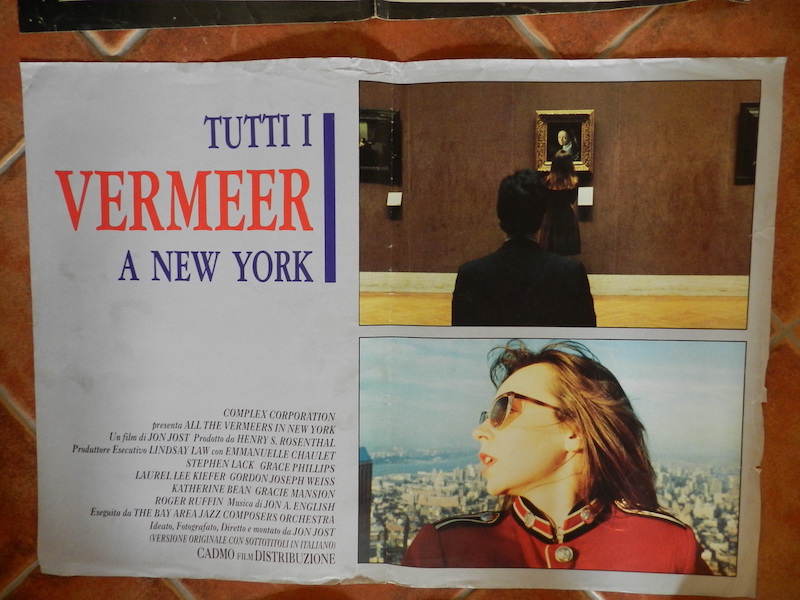 TUTTI I
VERMEER
A NEW YORK
COMPLEX CORPORATION
presenta ALL THE VERMEERS IN NEW YORK
Un film di JON JOST Prodotto da HENRY S. ROSENTHAL
Produttore Esecutivo LINDSAY LAW con EMMANUELLE CHAULET
STEPHEN LACK GRACE PHILLIPS
LAUREL LEE KIEFER GORDON JOSEPH WEISS
KATHERINE BEAN GRACIE MANSION
ROGER RUFFIN Musica di JON A. ENGLISH
Eseguita da THE BAY AREA JAZZ COMPOSERS ORCHESTRA
Ideato, Fotografato, Diretto e montato da JON JOST
(VERSIONE ORIGINALE CON SOTTOTITOLI IN ITALIANO)
CADMO FILM DISTRIBUZIONE